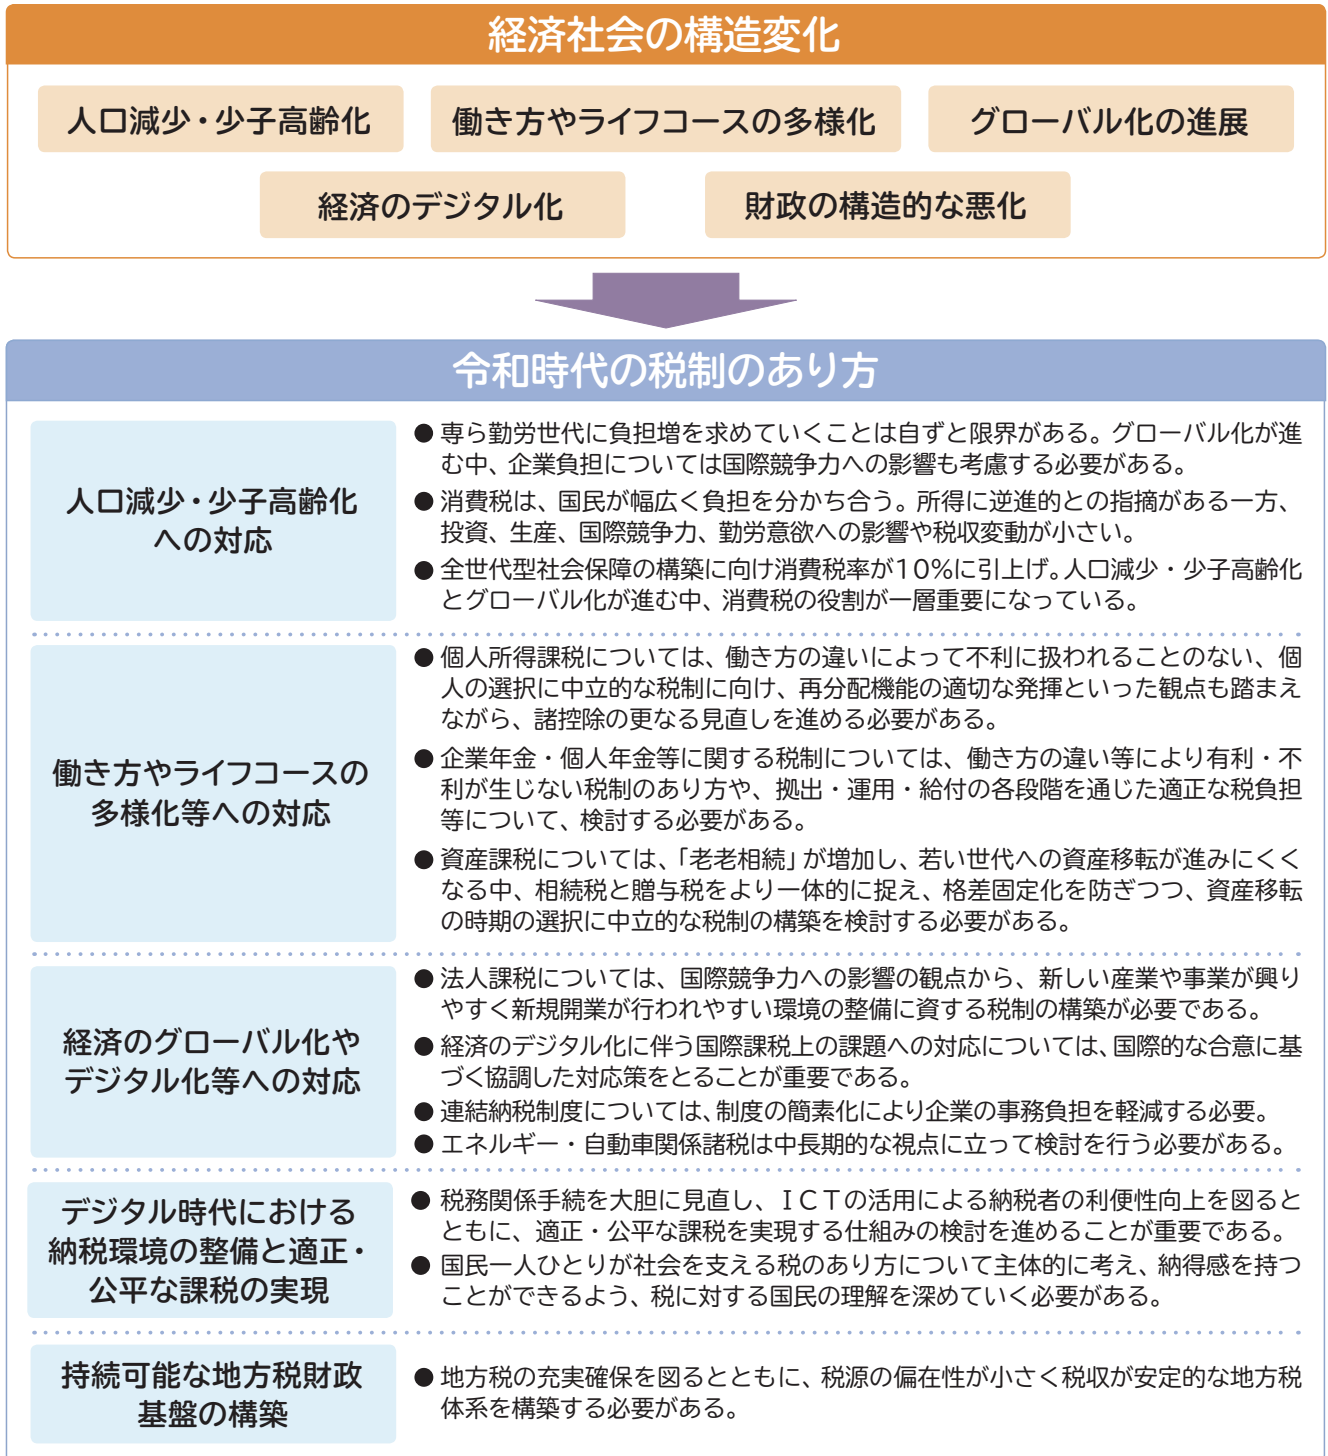 経済社会の構造変化
人口減少・少子高齢化
働き方やライフコースの多様化
グローバル化の進展
経済のデジタル化
財政の構造的な悪化
令和時代の税制のあり方
人口減少・少子高齢化
への対応
● 専ら勤労世代に負担増を求めていくことは自ずと限界がある。グローバル化が進
む中、企業負担については国際競争力への影響も考慮する必要がある。
● 消費税は、国民が幅広く負担を分かち合う。所得に逆進的との指摘がある一方、
投資、生産、国際競争力、勤労意欲への影響や税収変動が小さい。
● 全世代型社会保障の構築に向け消費税率が10%に引上げ。人口減少・少子高齢化
とグローバル化が進む中、消費税の役割が一層重要になっている。
働き方やライフコースの
多様化等への対応
● 個人所得課税については、働き方の違いによって不利に扱われることのない、個
人の選択に中立的な税制に向け、再分配機能の適切な発揮といった観点も踏まえ
ながら、諸控除の更なる見直しを進める必要がある。
● 企業年金・個人年金等に関する税制については、働き方の違い等により有利・不
利が生じない税制のあり方や、拠出・運用・給付の各段階を通じた適正な税負担
等について、検討する必要がある。
● 資産課税については、「老老相続」が増加し、若い世代への資産移転が進みにくく
なる中、相続税と贈与税をより一体的に捉え、格差固定化を防ぎつつ、資産移転
の時期の選択に中立的な税制の構築を検討する必要がある。
経済のグローバル化や
デジタル化等への対応
● 法人課税については、国際競争力への影響の観点から、新しい産業や事業が興り
やすく新規開業が行われやすい環境の整備に資する税制の構築が必要である。
● 経済のデジタル化に伴う国際課税上の課題への対応については、国際的な合意に基
づく協調した対応策をとることが重要である。
● 連結納税制度については、制度の簡素化により企業の事務負担を軽減する必要。
● エネルギー・自動車関係諸税は中長期的な視点に立って検討を行う必要がある。
デジタル時代における
納税環境の整備と適正・
公平な課税の実現
● 税務関係手続を大胆に見直し、ICTの活用による納税者の利便性向上を図ると
ともに、適正・公平な課税を実現する仕組みの検討を進めることが重要である。
● 国民一人ひとりが社会を支える税のあり方について主体的に考え、納得感を持つ
ことができるよう、税に対する国民の理解を深めていく必要がある。
持続可能な地方税財政
基盤の構築
● 地方税の充実確保を図るとともに、税源の偏在性が小さく税収が安定的な地方税
体系を構築する必要がある。